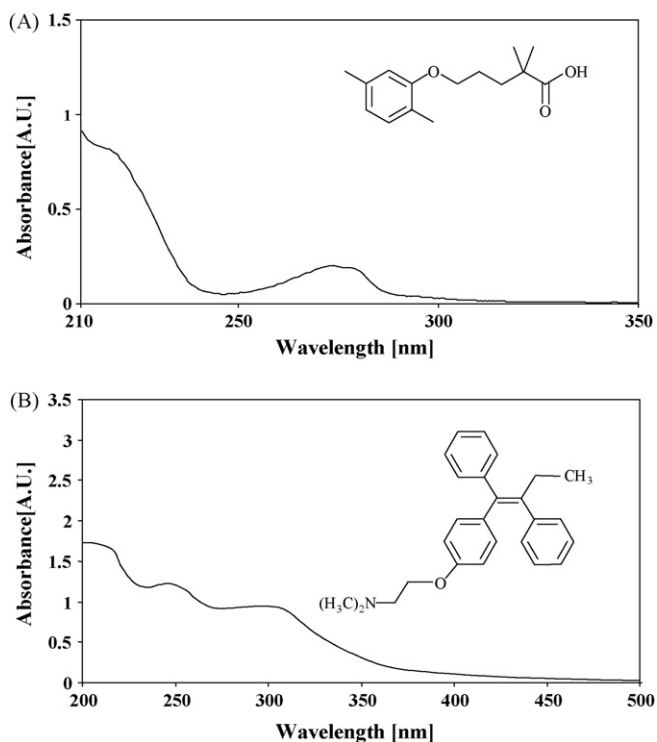 (A)
1.5
1
0.5
0
Absorbance[A.U.]
210
250
300
350
Wavelength [nm]
O
OH
O
(B)
3.5
3
2.5
2
1.5
1
0.5
0
Absorbance[A.U.]
200
250
300
350
400
450
500
Wavelength [nm]
CH₃
O
(H₃C)₂N